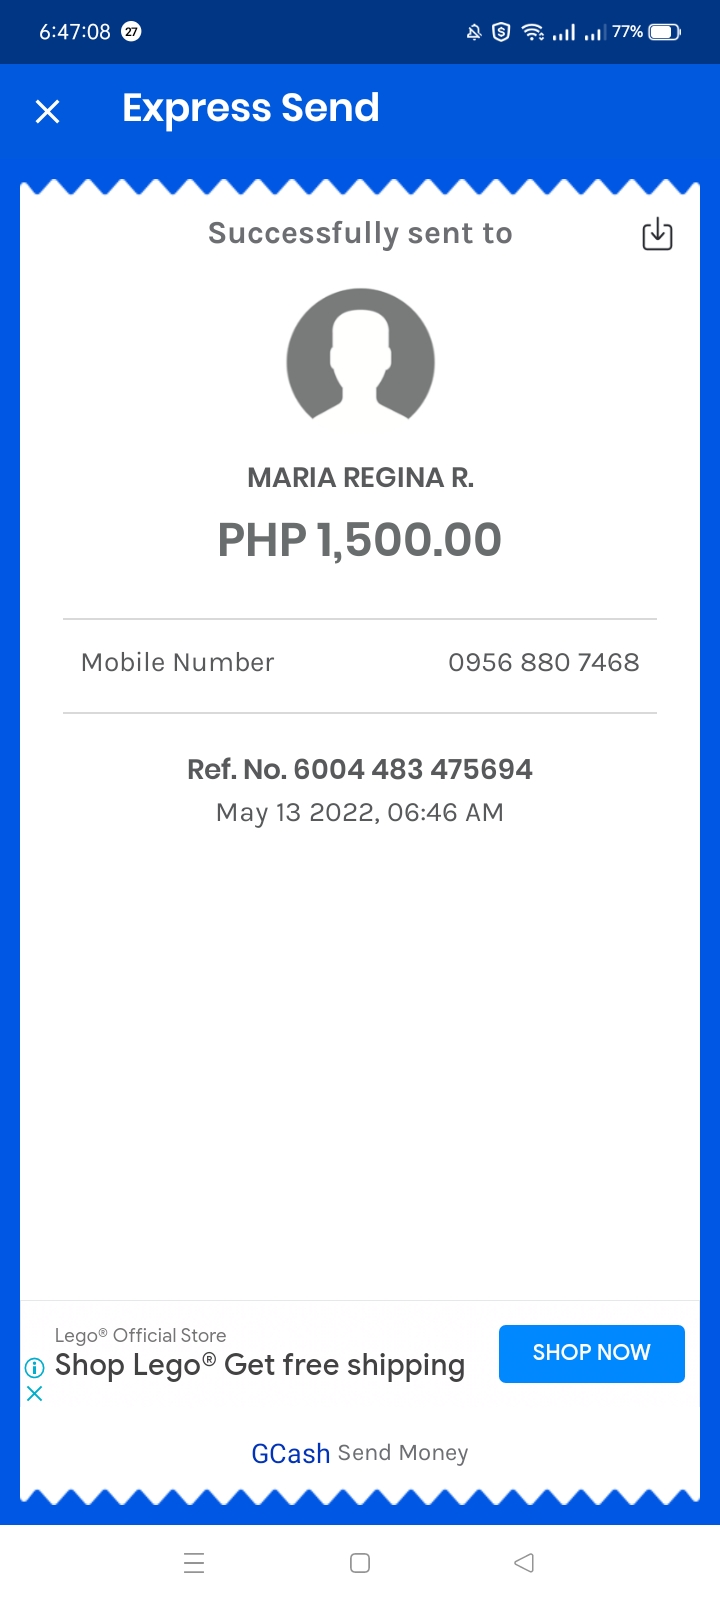 6:47:08 27 77%
Express Send
Successfully sent to
MARIA REGINA R.
PHP 1,500.00
Mobile Number 0956 880 7468
Ref. No. 6004 483 475694
May 13 2022, 06:46 AM
Lego® Official Store
Shop Lego® Get free shipping
SHOP NOW
GCash Send Money